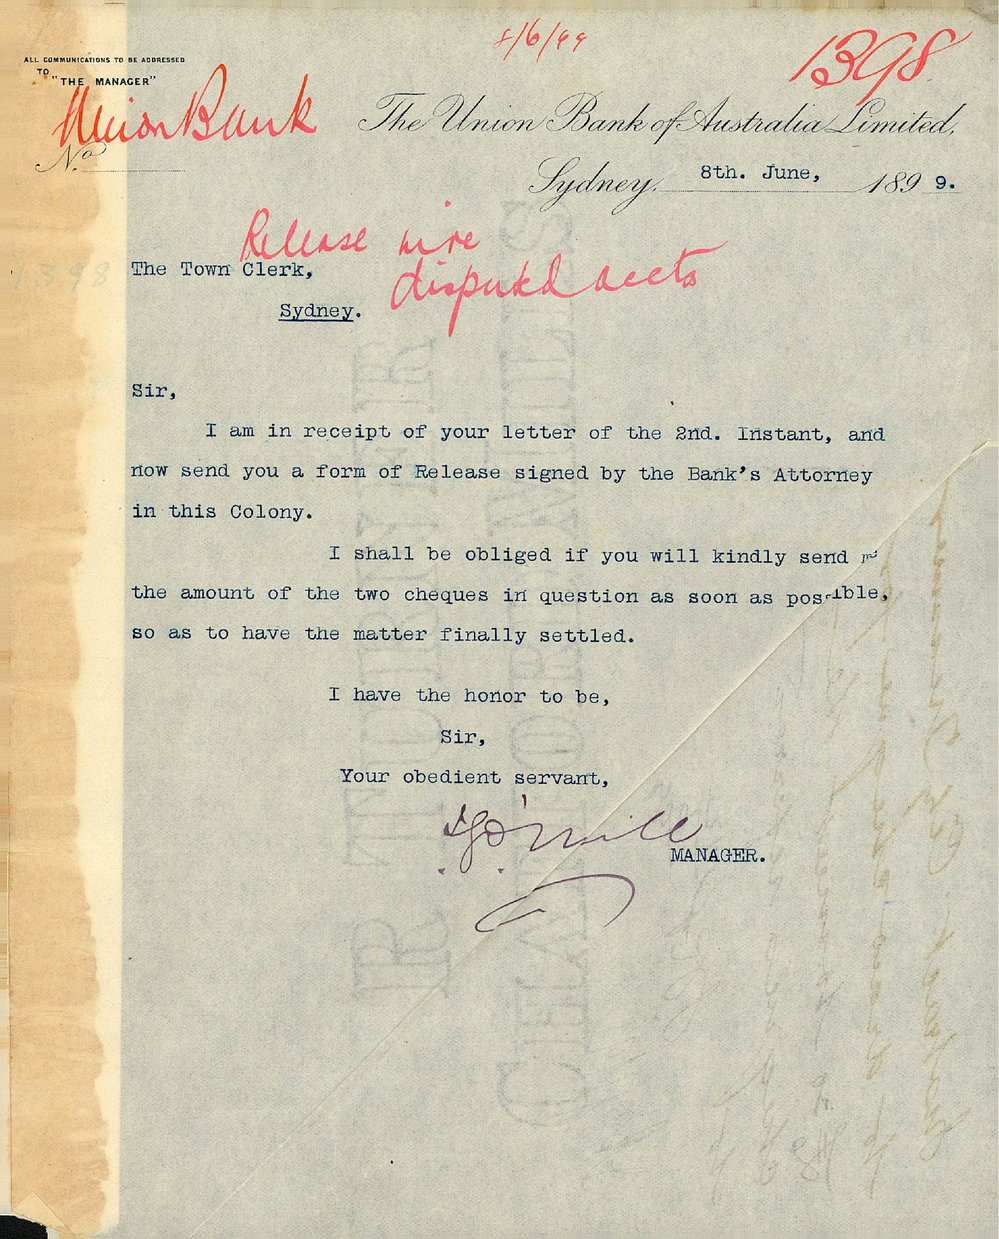 8/6/99
1398
ALL COMMUNICATIONS TO BE ADDRESSED
TO "THE MANAGER"
Union Bank
The Union Bank of Australia Limited,
No
Sydney, 8th. June, 1899.
Release wire
disputed accts
1398
The Town Clerk,
Sydney.
Sir,
I am in receipt of your letter of the 2nd. Instant, and
now send you a form of Release signed by the Bank's Attorney
in this Colony.
I shall be obliged if you will kindly send me
the amount of the two cheques in question as soon as possible,
so as to have the matter finally settled.
I have the honor to be,
Sir,
Your obedient servant,
MANAGER.